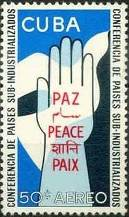 CUBA
CONFERENCIA DE PAISES SUB-INDUSTRIALIZADOS
PAZ
سلام
PEACE
शान्ति
PAIX
CONFERENCIA DE PAISES SUB-INDUSTRIALIZADOS
50¢ AEREO